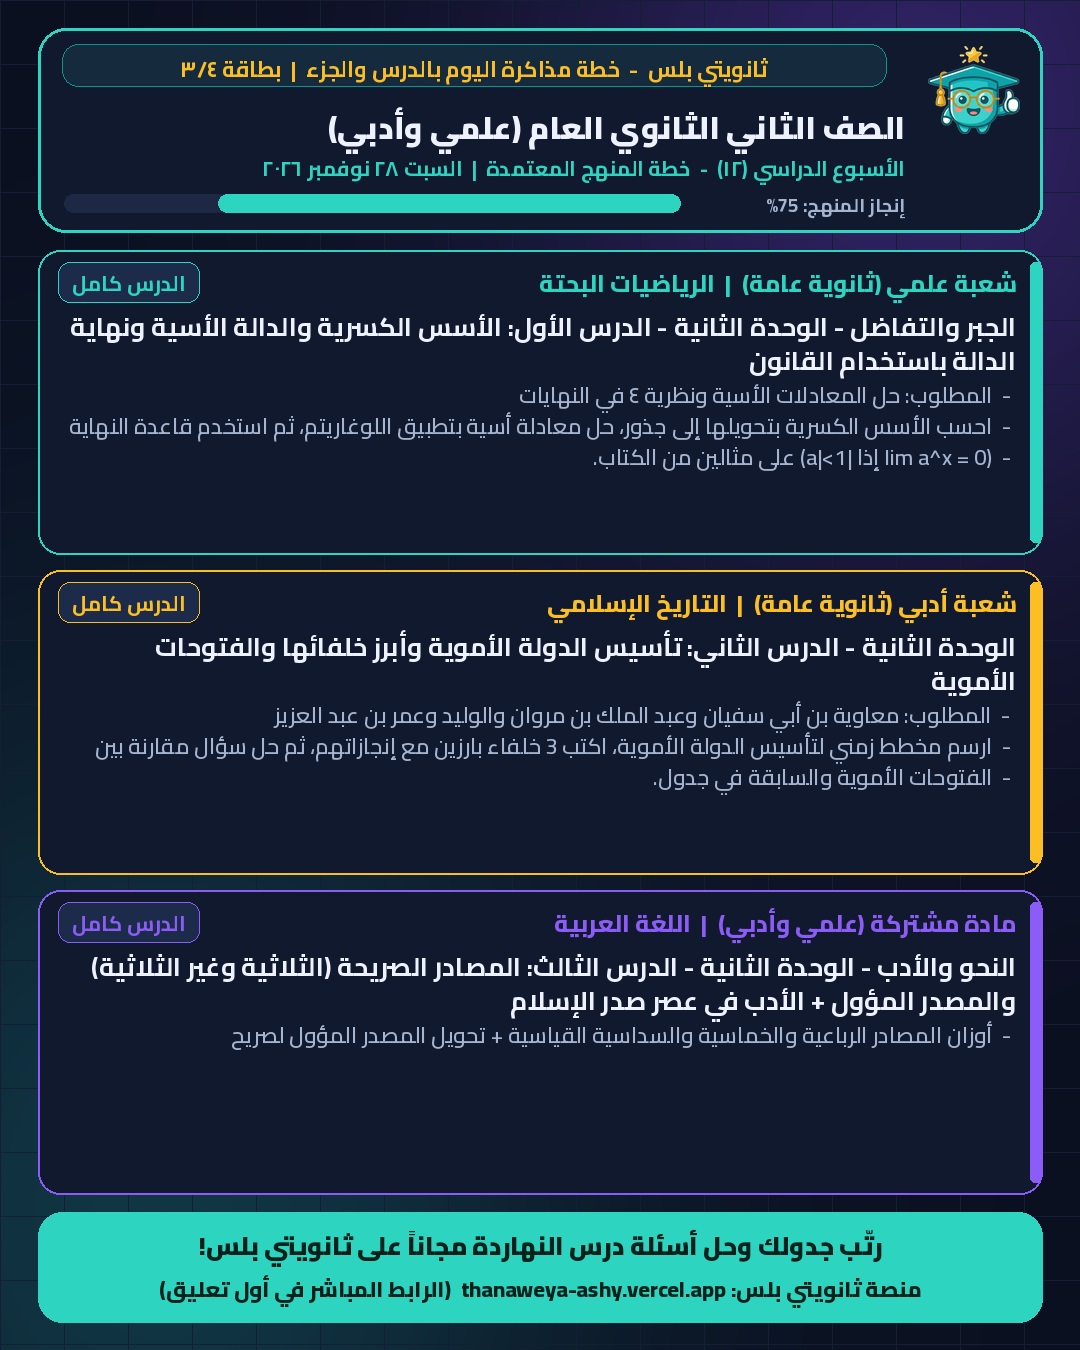 ثانويتي بلس - خطة مذاكرة اليوم بالدرس والجزء | بطاقة ٣/٤
الصف الثاني الثانوي العام (علمي وأدبي)
الأسبوع الدراسي (١٢) - خطة المنهج المعتمدة | السبت ٢٨ نوفمبر ٢٠٢٦
إنجاز المنهج: 75%
شعبة علمي (ثانوية عامة) | الرياضيات البحتة
الدرس كامل
الجبر والتفاضل - الوحدة الثانية - الدرس الأول: الأسس الكسرية والدالة الأسية ونهاية
الدالة باستخدام القانون
- المطلوب: حل المعادلات الأسية ونظرية ٤ في النهايات
- احسب الأسس الكسرية بتحويلها إلى جذور، حل معادلة أسية بتطبيق اللوغاريتم، ثم استخدم قاعدة النهاية
- (lim a^x = 0 إذا |a|<1) على مثالين من الكتاب.
شعبة أدبي (ثانوية عامة) | التاريخ الإسلامي
الدرس كامل
الوحدة الثانية - الدرس الثاني: تأسيس الدولة الأموية وأبرز خلفائها والفتوحات
الأموية
- المطلوب: معاوية بن أبي سفيان وعبد الملك بن مروان والوليد وعمر بن عبد العزيز
- ارسم مخطط زمني لتأسيس الدولة الأموية، اكتب 3 خلفاء بارزين مع إنجازاتهم، ثم حل سؤال مقارنة بين
- الفتوحات الأموية والسابقة في جدول.
مادة مشتركة (علمي وأدبي) | اللغة العربية
الدرس كامل
النحو والأدب - الوحدة الثانية - الدرس الثالث: المصادر الصريحة (الثلاثية وغير الثلاثية)
والمصدر المؤول + الأدب في عصر صدر الإسلام
- أوزان المصادر الرباعية والخماسية والسداسية القياسية + تحويل المصدر المؤول لصريح
رتّب جدولك وحل أسئلة درس النهاردة مجاناً على ثانويتي بلس!
منصة ثانويتي بلس: thanaweya-ashy.vercel.app (الرابط المباشر في أول تعليق)